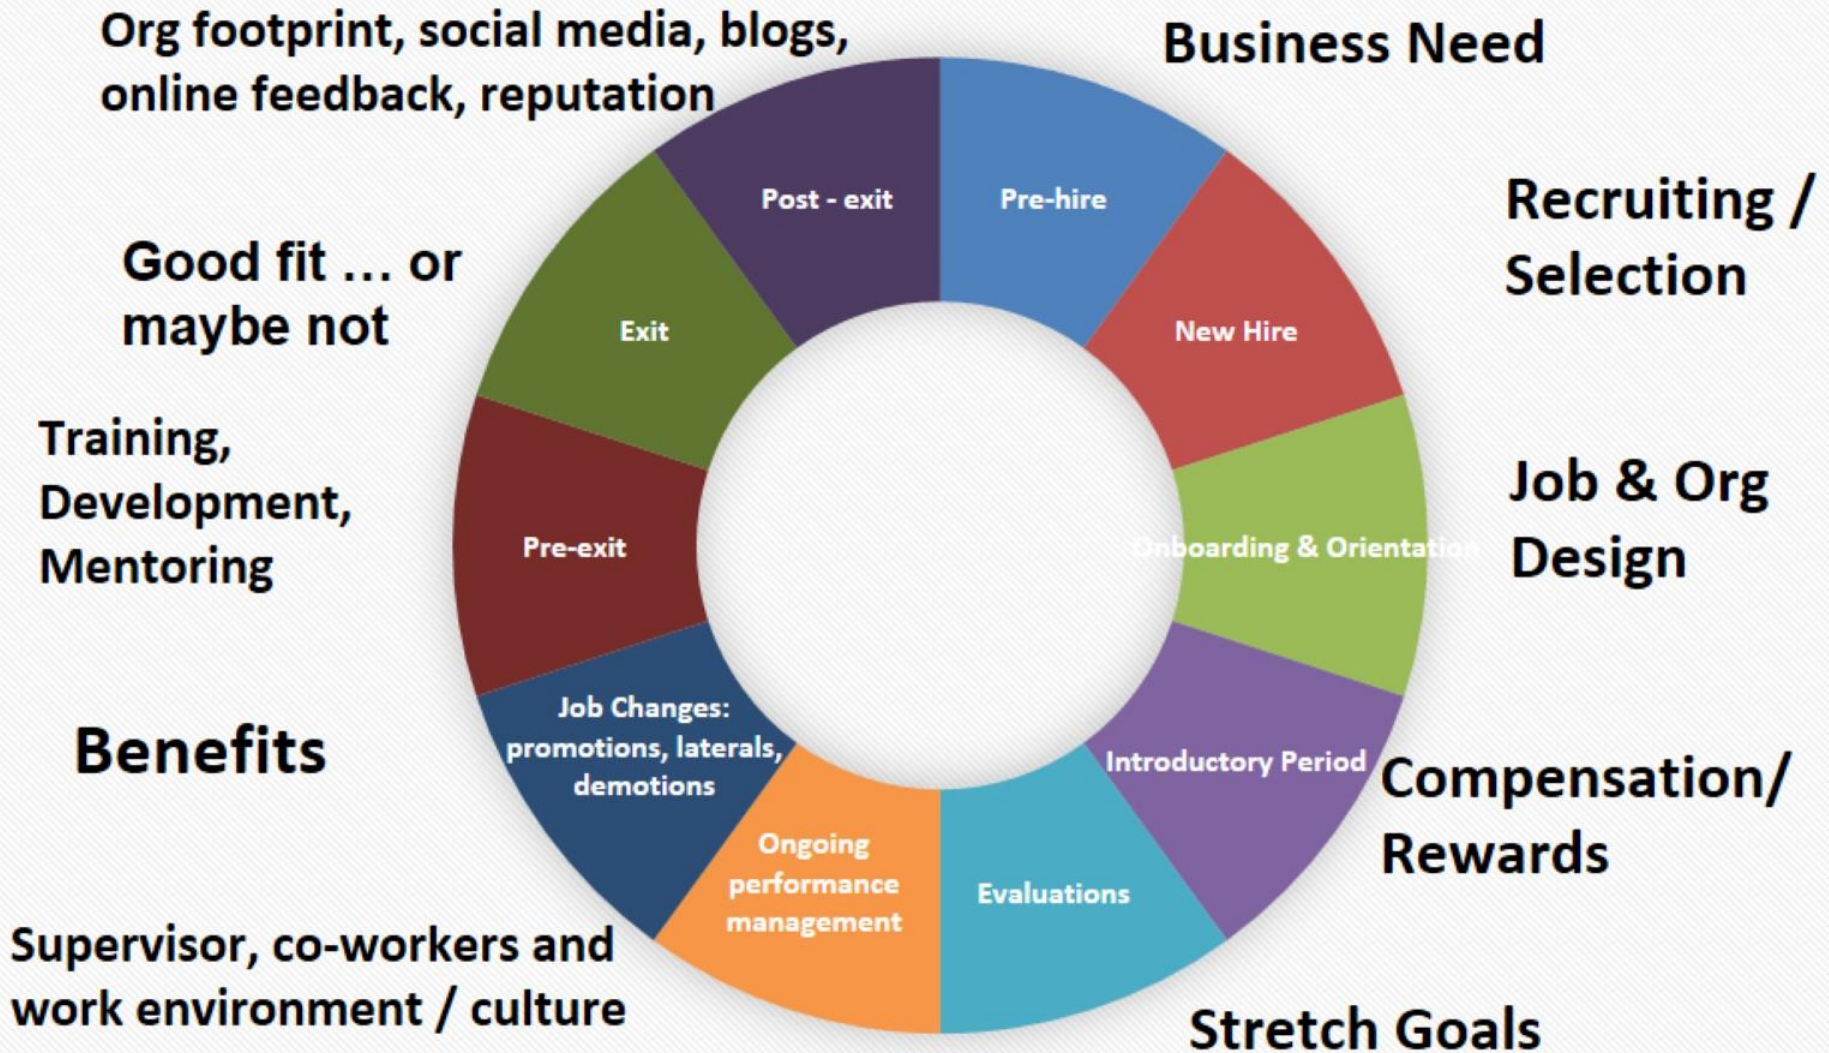 Org footprint, social media, blogs,
online feedback, reputation
Business Need
Post - exit
Pre-hire
Recruiting /
Selection
Good fit ... or
maybe not
Exit
New Hire
Training,
Development,
Mentoring
Job & Org
Design
Pre-exit
Onboarding & Orientation
Job Changes:
promotions, laterals,
demotions
Benefits
Introductory Period
Compensation/
Rewards
Ongoing
performance
management
Evaluations
Supervisor, co-workers and
work environment / culture
Stretch Goals